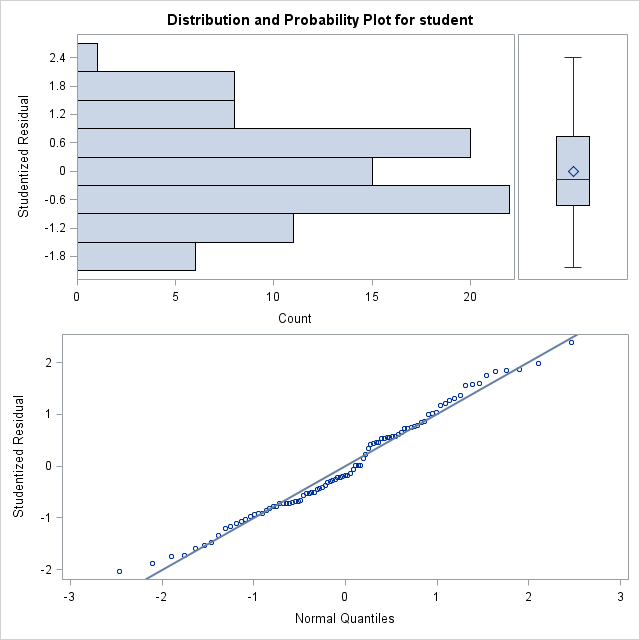 Distribution and Probability Plot for student
Studentized Residual
2.4
1.8
1.2
0.6
0
-0.6
-1.2
-1.8
0 5 10 15 20
Count
Studentized Residual
2
1
0
-1
-2
-3 -2 -1 0 1 2 3
Normal Quantiles